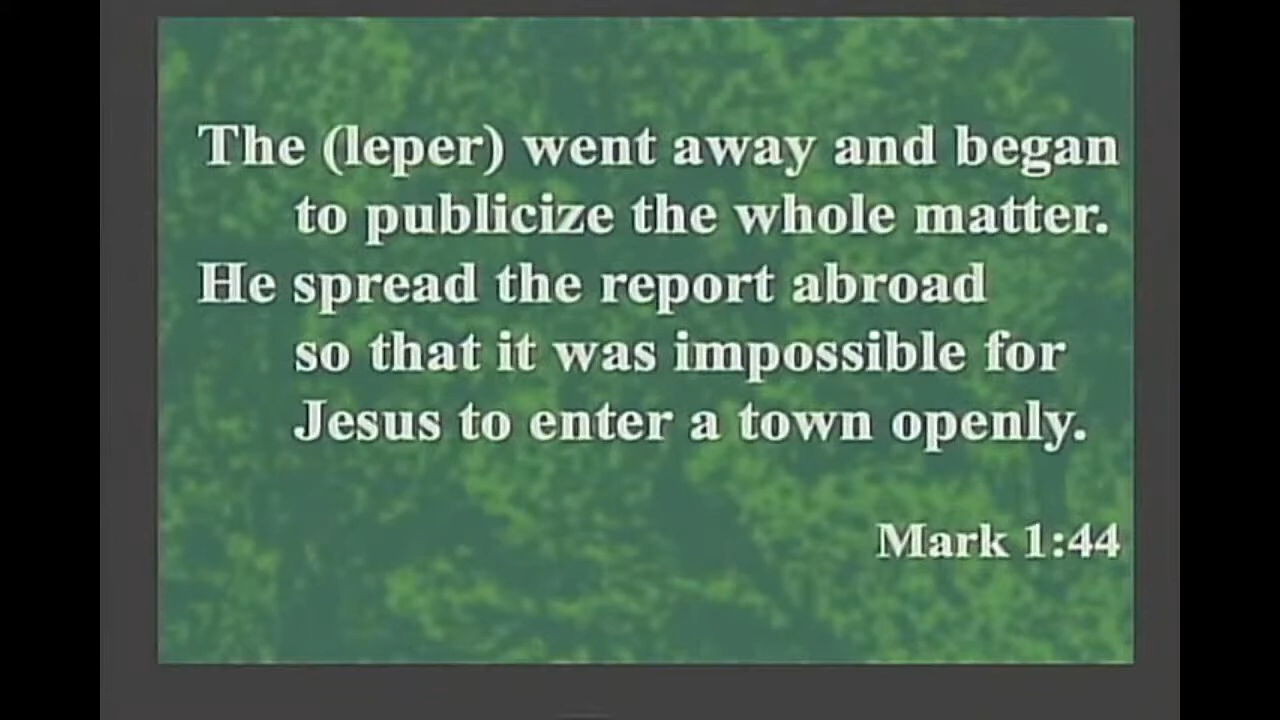 The (leper) went away and began
to publicize the whole matter.
He spread the report abroad
so that it was impossible for
Jesus to enter a town openly.
Mark 1:44